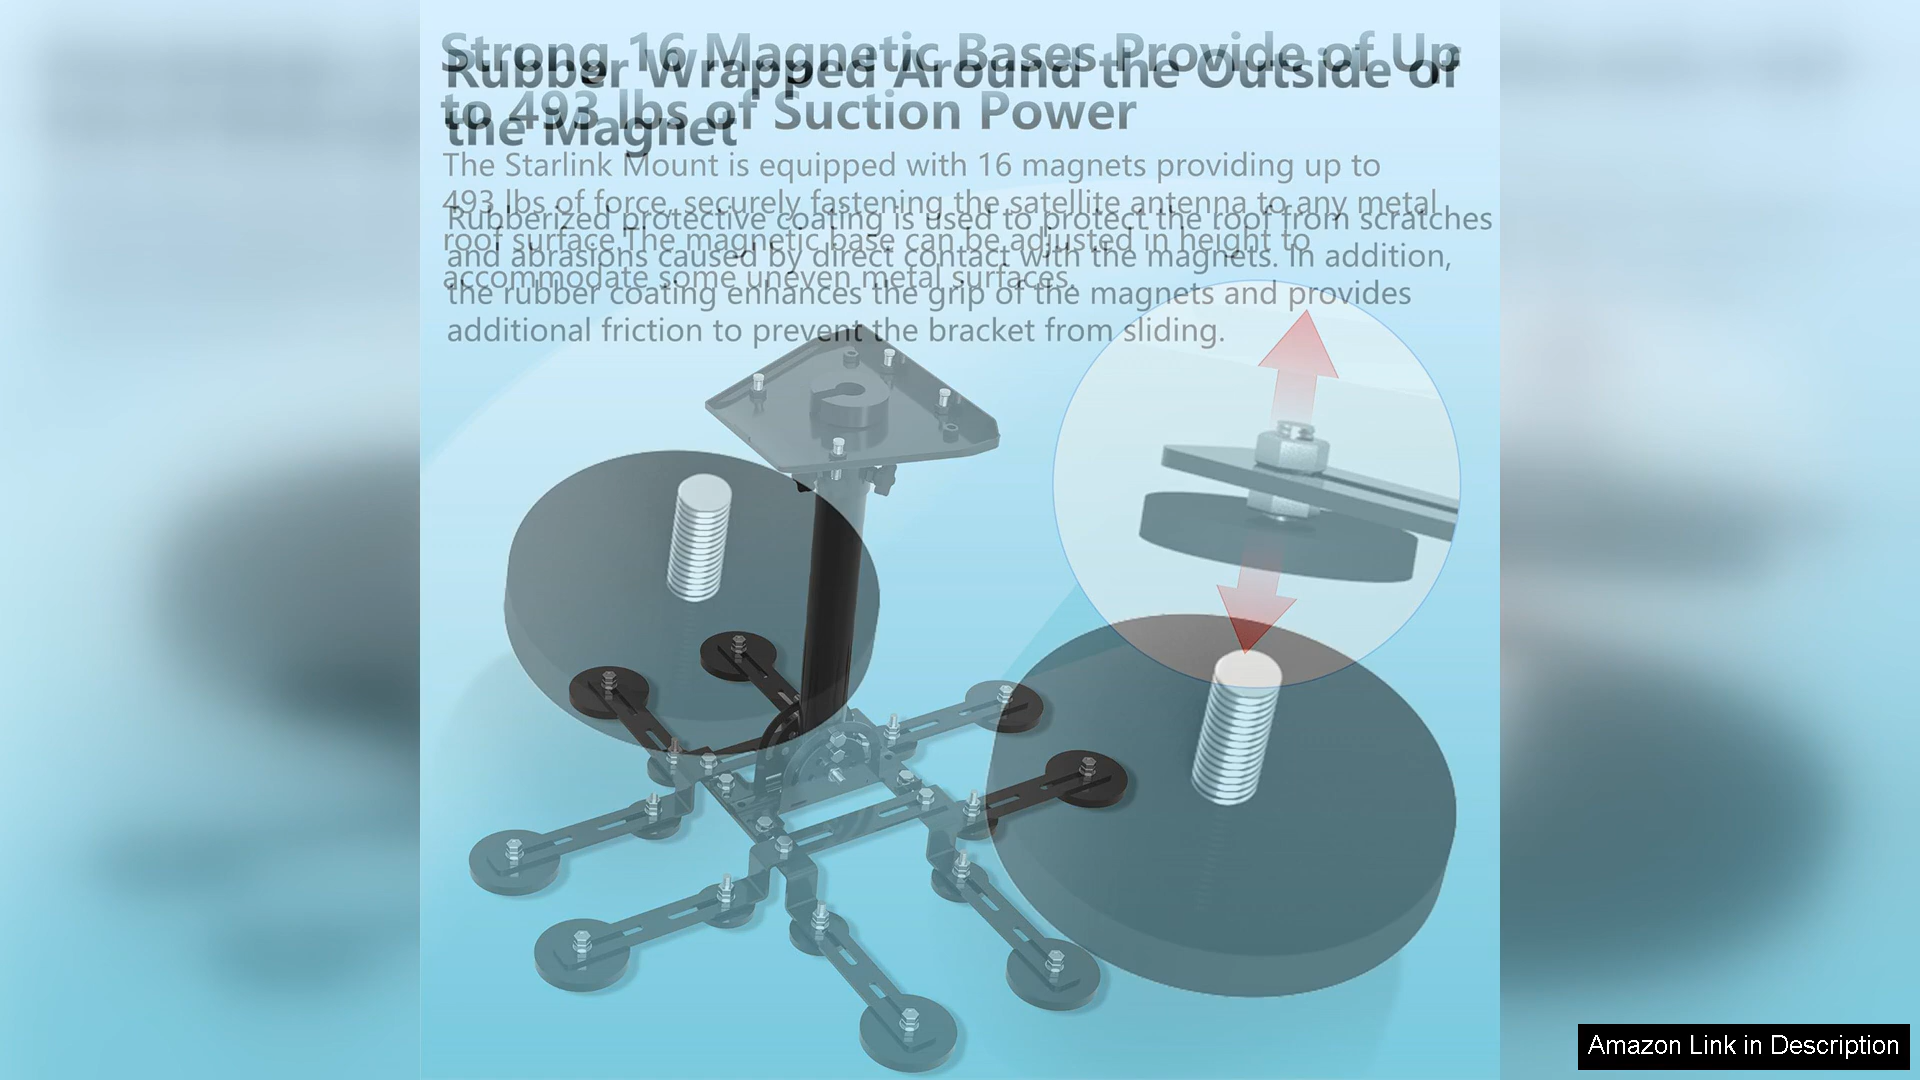 Strong 16 Magnetic Bases Provide of Up
to 493 lbs of Suction Power
The Starlink Mount is equipped with 16 magnets providing up to
493 lbs of force, securely fastening the satellite antenna to any metal
roof surface.The magnetic base can be adjusted in height to
accommodate some uneven metal surfaces.
Rubber Wrapped Around the Outside of
the Magnet
Rubberized protective coating is used to protect the roof from scratches
and abrasions caused by direct contact with the magnets. In addition,
the rubber coating enhances the grip of the magnets and provides
additional friction to prevent the bracket from sliding.
Amazon Link in Description